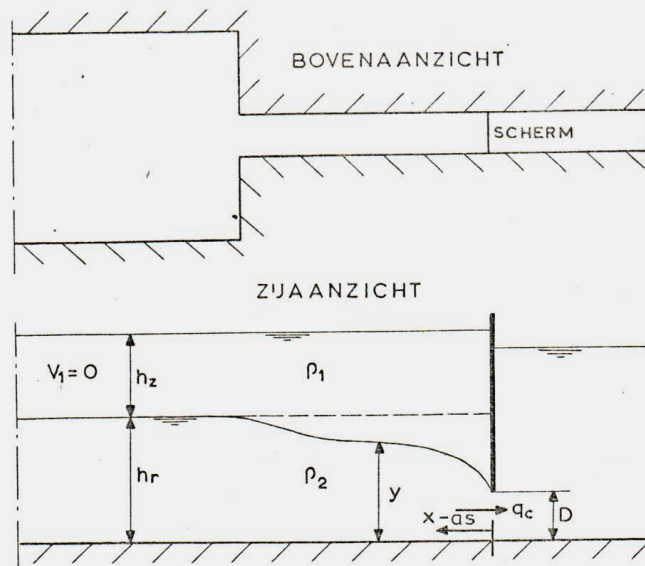 BOVENAANZICHT
SCHERM
ZIJAANZICHT
V₁=0
hz
ρ₁
hr
ρ₂
y
x-as
qc
D